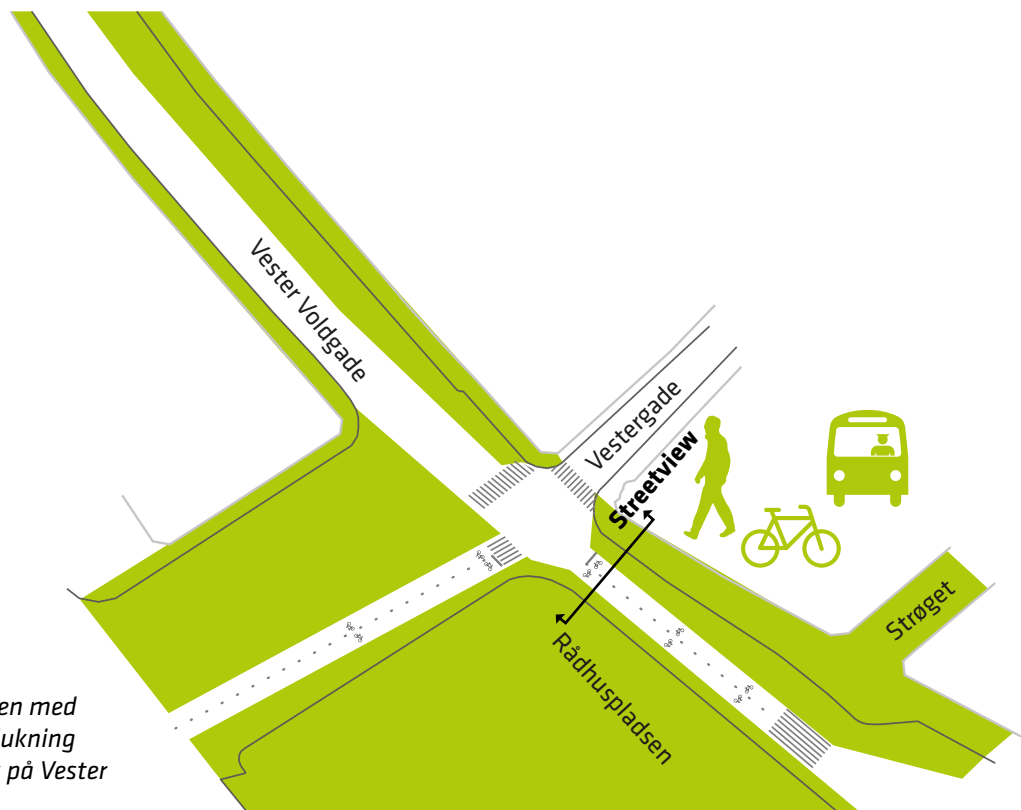 Vester Voldgade
Vestergade
Streetview
Strøget
Rådhuspladsen
en med
ukning
på Vester